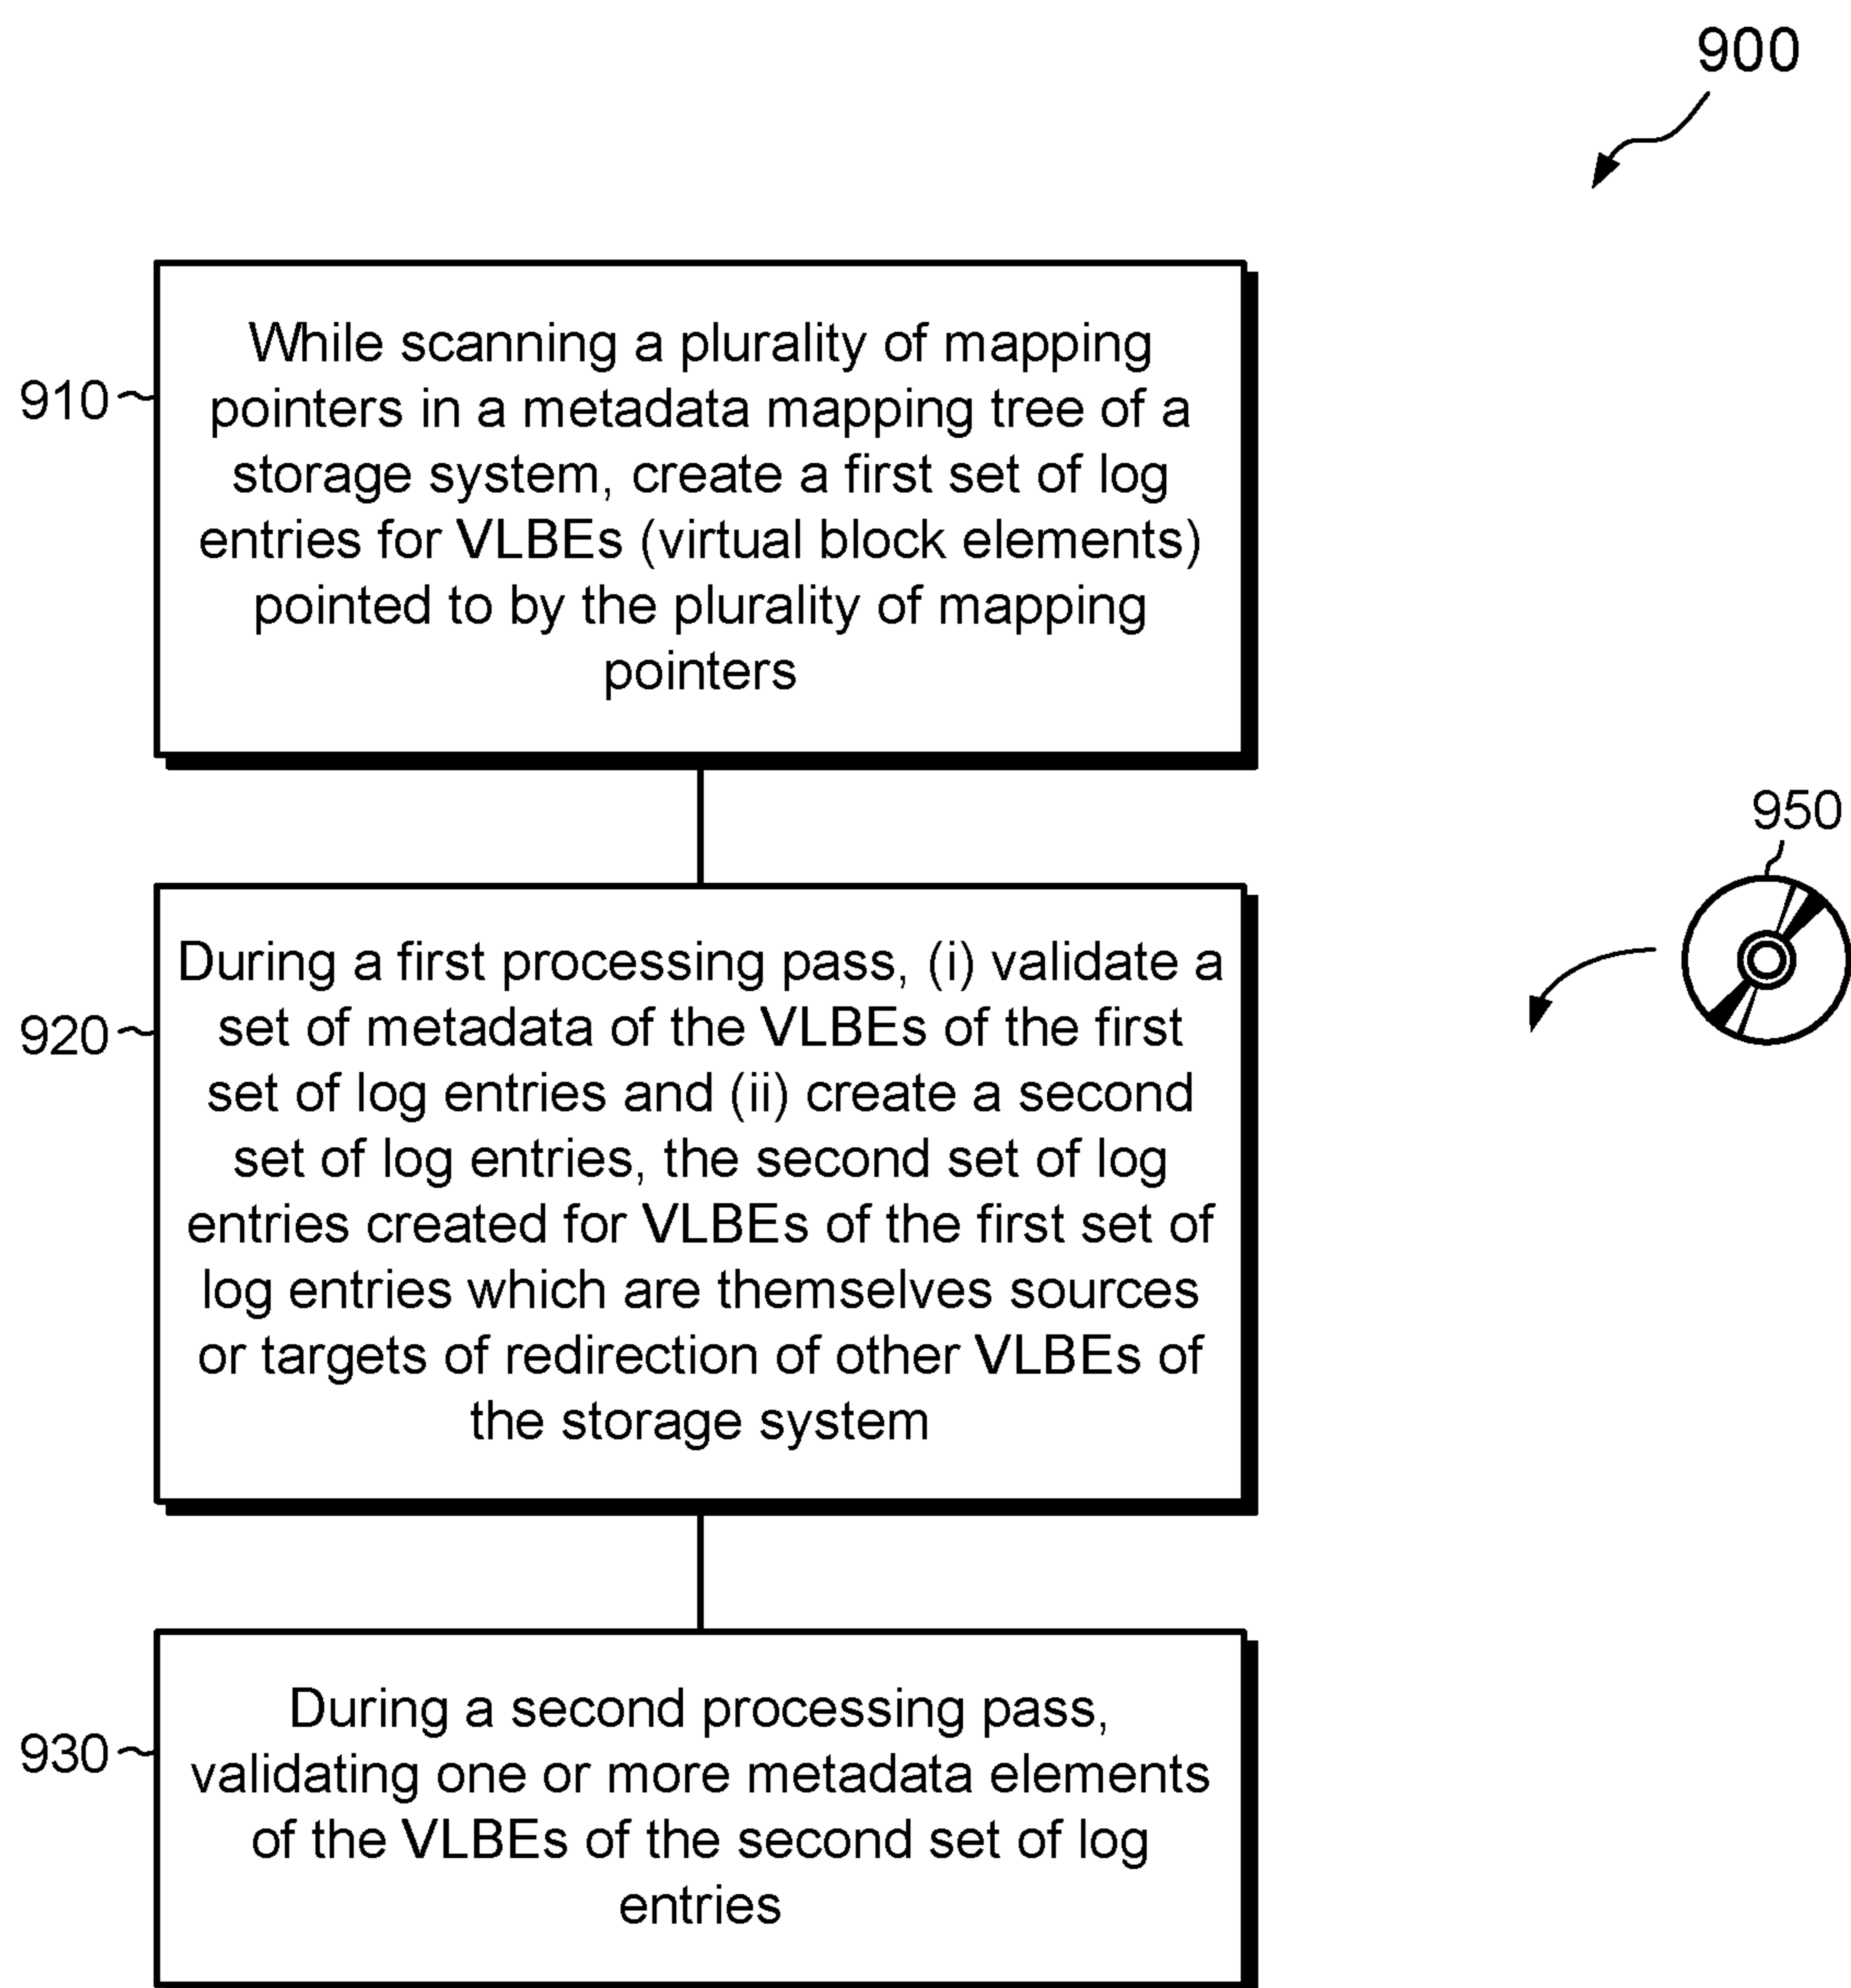 900
910
While scanning a plurality of mapping
pointers in a metadata mapping tree of a
storage system, create a first set of log
entries for VLBEs (virtual block elements)
pointed to by the plurality of mapping
pointers
950
920
During a first processing pass, (i) validate a
set of metadata of the VLBEs of the first
set of log entries and (ii) create a second
set of log entries, the second set of log
entries created for VLBEs of the first set of
log entries which are themselves sources
or targets of redirection of other VLBEs of
the storage system
930
During a second processing pass,
validating one or more metadata elements
of the VLBEs of the second set of log
entries